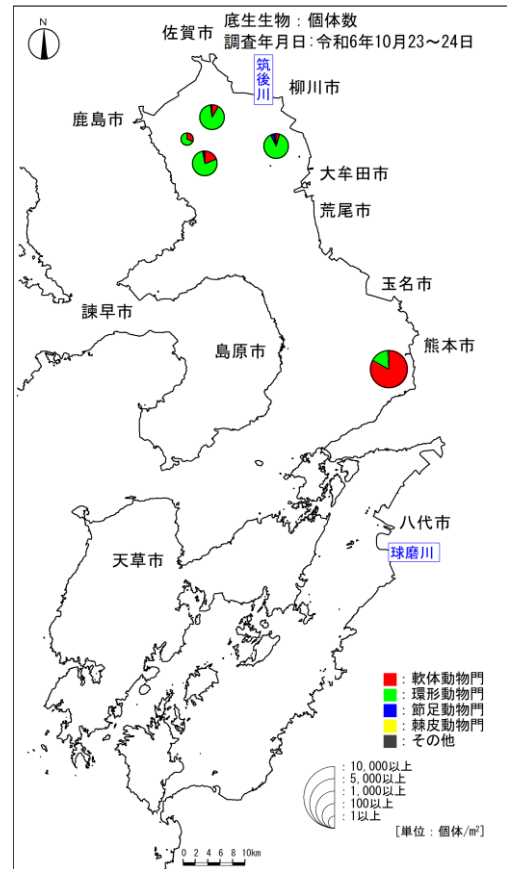 底生生物：個体数
調査年月日：令和6年10月23～24日
N
佐賀市
筑後川
柳川市
鹿島市
大牟田市
荒尾市
玉名市
諫早市
島原市
熊本市
八代市
球磨川
天草市
：軟体動物門
：環形動物門
：節足動物門
：棘皮動物門
：その他
：10,000以上
：5,000以上
：1,000以上
：100以上
：1以上
[単位：個体/㎡]
0 2 4 6 8 10km